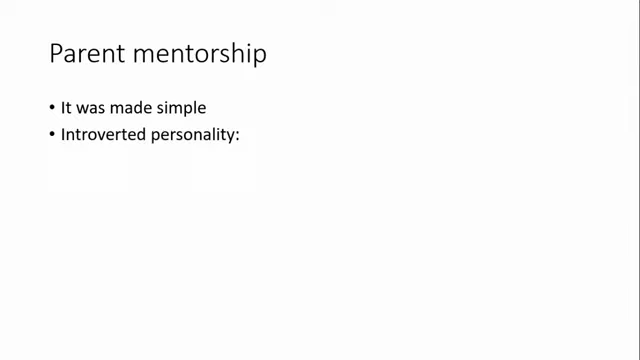 Parent mentorship
• It was made simple
• Introverted personality: